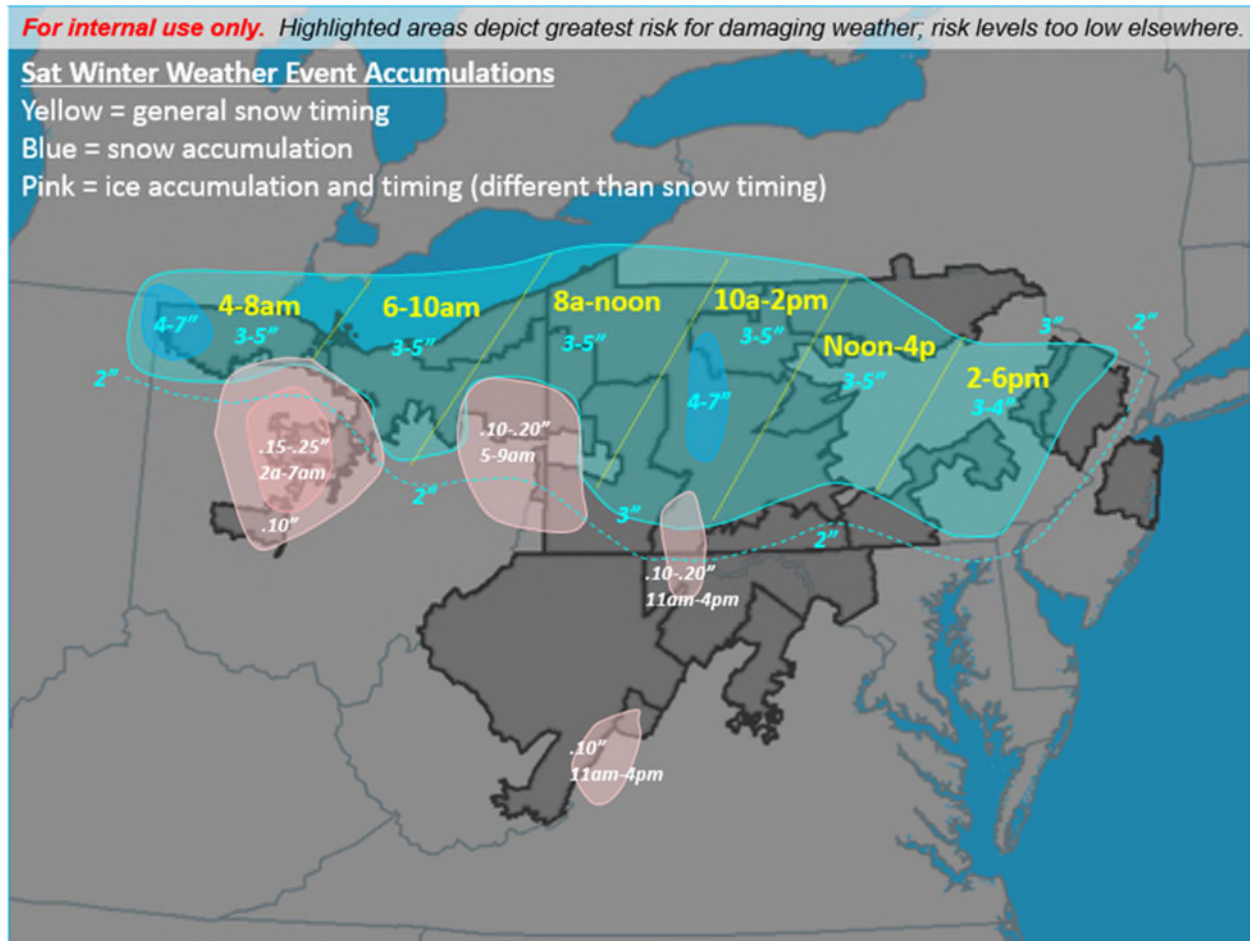 For internal use only. Highlighted areas depict greatest risk for damaging weather; risk levels too low elsewhere.
Sat Winter Weather Event Accumulations
Yellow = general snow timing
Blue = snow accumulation
Pink = ice accumulation and timing (different than snow timing)
4-8am
6-10am
8a-noon
10a-2pm
Noon-4p
2-6pm
4-7”
3-5”
3-5”
3-5”
3-5”
3-5”
3-4”
3”
2”
2”
4-7”
.15-.25”
2a-7am
.10”
.10-.20”
5-9am
2”
3”
2”
.10-.20”
11am-4pm
.10”
11am-4pm